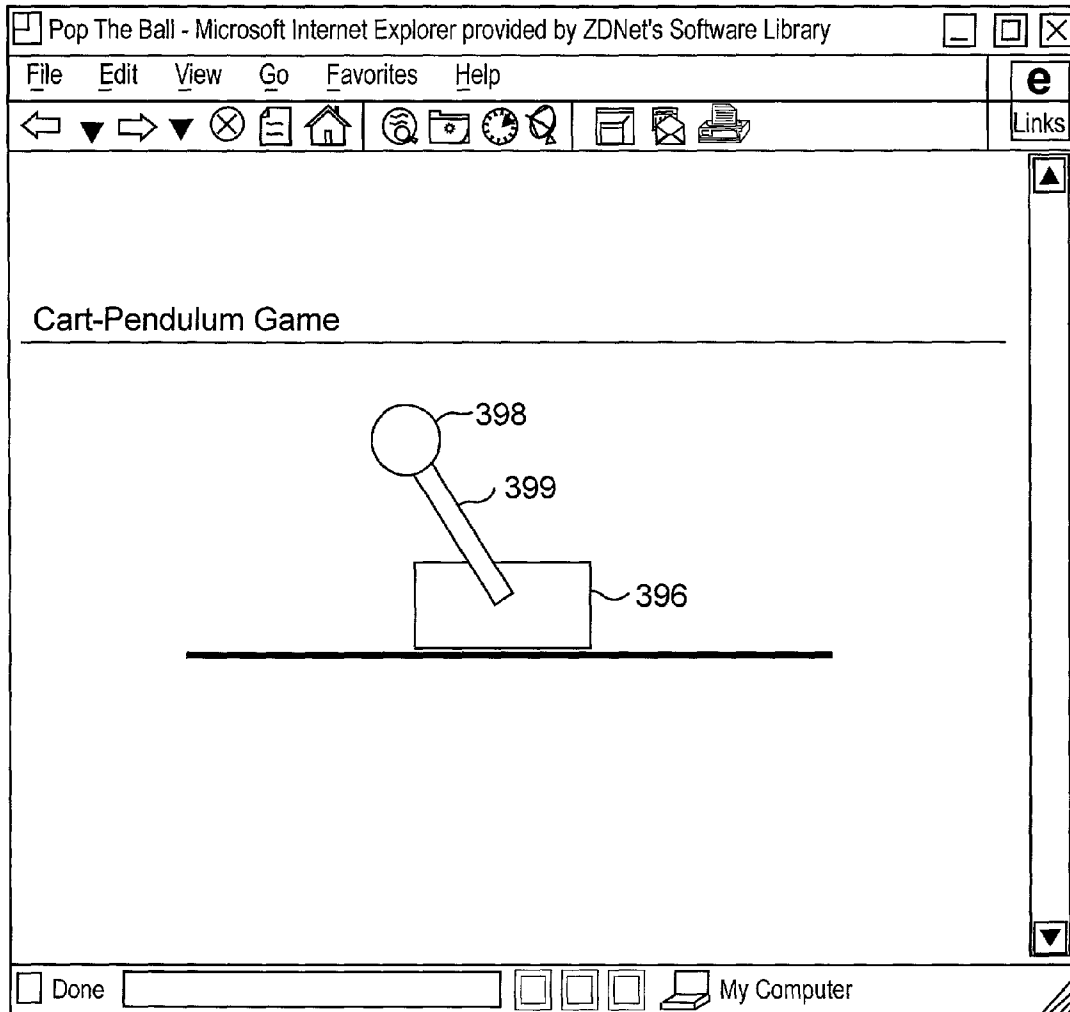 Pop The Ball - Microsoft Internet Explorer provided by ZDNet's Software Library
File Edit View Go Favorites Help
e
Links
Cart-Pendulum Game
398
399
396
Done
My Computer